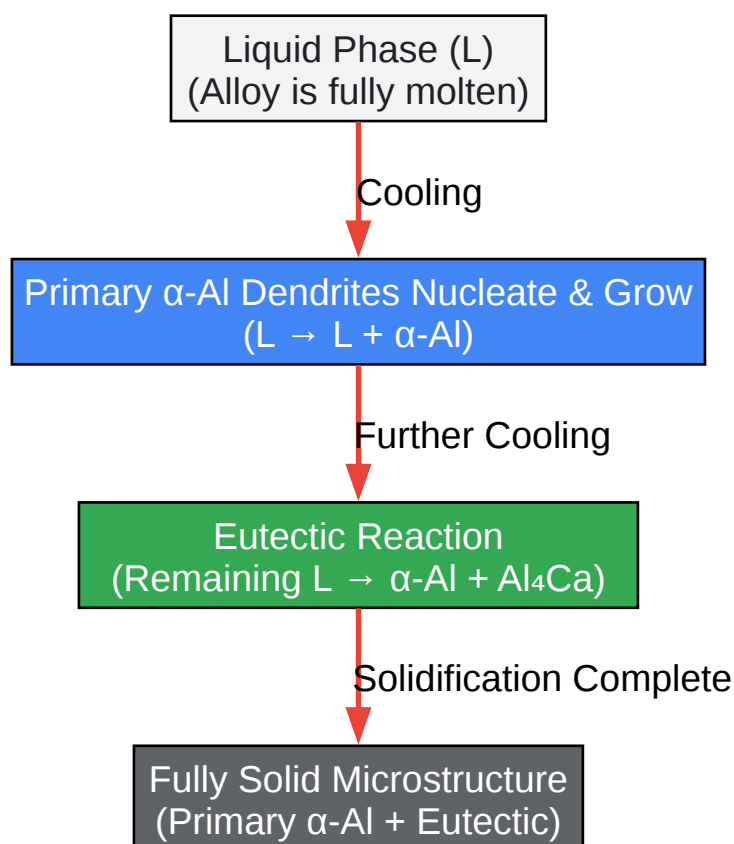 Liquid Phase (L)
(Alloy is fully molten)
Cooling
Primary α-Al Dendrites Nucleate & Grow
(L → L + α-Al)
Further Cooling
Eutectic Reaction
(Remaining L → α-Al + Al₄Ca)
Solidification Complete
Fully Solid Microstructure
(Primary α-Al + Eutectic)